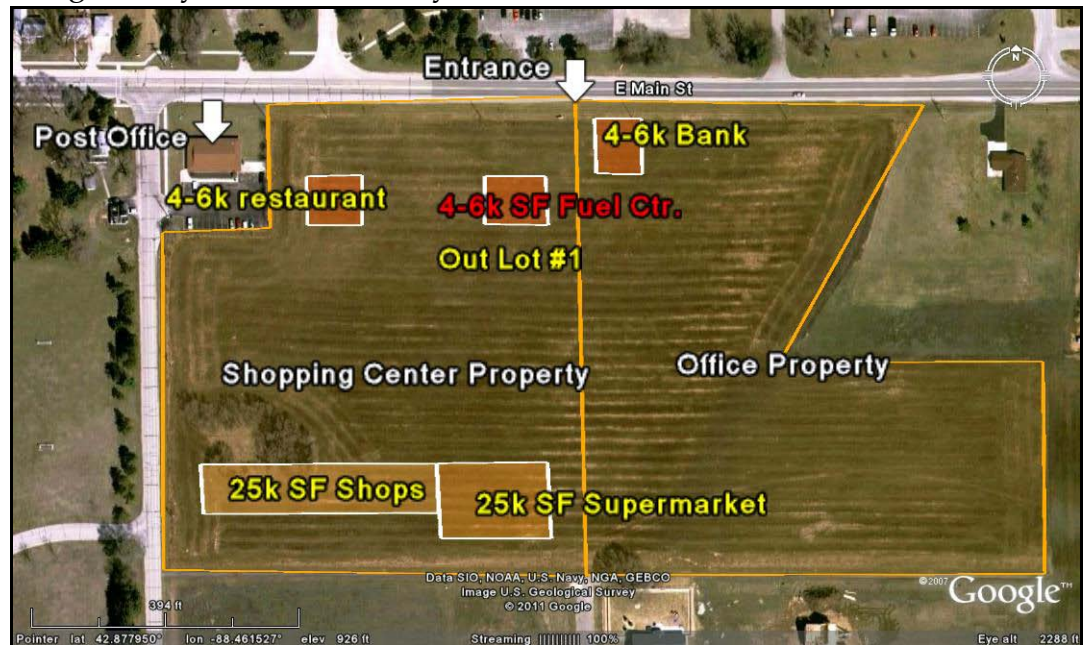 Entrance
E Main St
N
Post Office
4-6k Bank
4-6k restaurant
4-6k SF Fuel Ctr.
Out Lot #1
Shopping Center Property
Office Property
25k SF Shops
25k SF Supermarket
Data SIO, NOAA, U.S. Navy, NGA, GEBCO
Image U.S. Geological Survey
© 2011 Google
©2007 Google™
394 ft
Pointer lat 42.877950° lon -88.461527° elev 926 ft Streaming |||||||||| 100% Eye alt 2288 ft